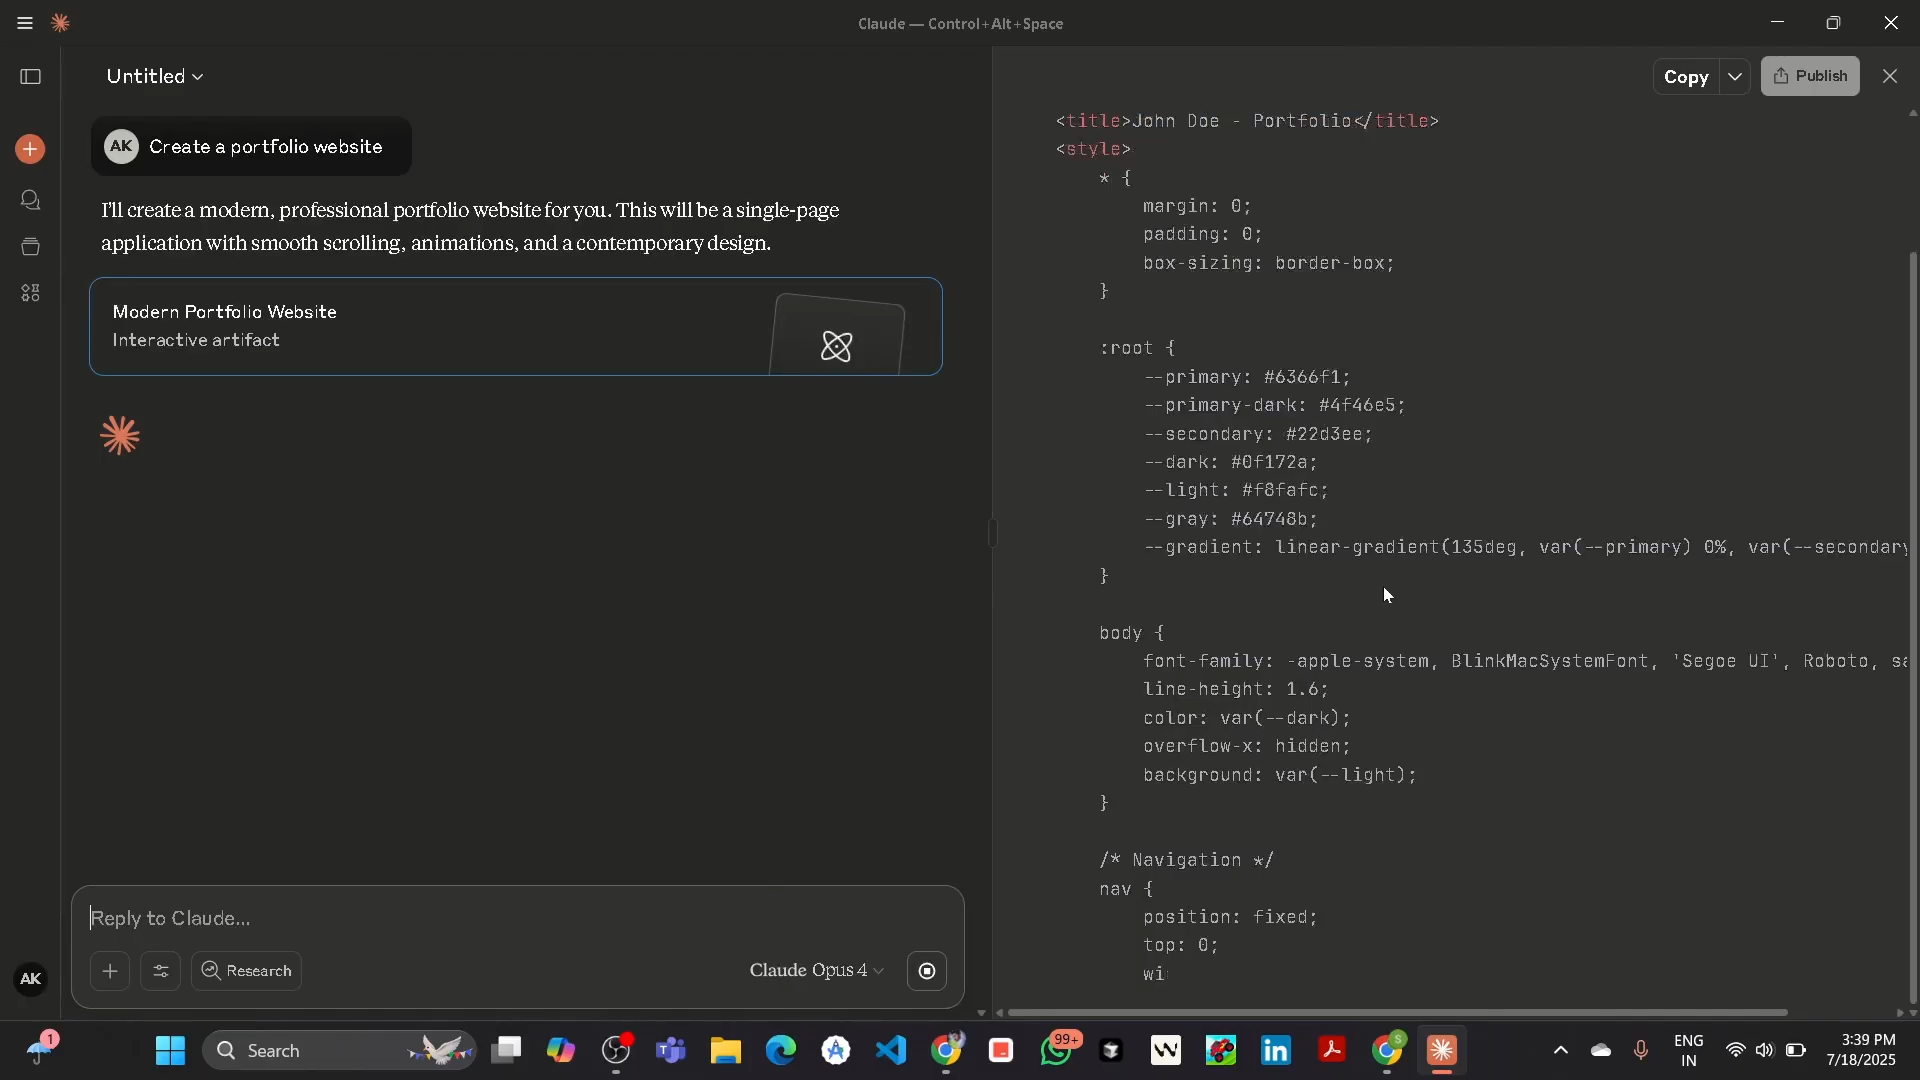 Claude — Control+Alt+Space
Untitled
AK Create a portfolio website
I'll create a modern, professional portfolio website for you. This will be a single-page
application with smooth scrolling, animations, and a contemporary design.
Modern Portfolio Website
Interactive artifact
Reply to Claude...
Research
Claude Opus 4
AK
Copy
Publish
<title>John Doe - Portfolio</title>
<style>
* {
margin: 0;
padding: 0;
box-sizing: border-box;
}
:root {
--primary: #6366f1;
--primary-dark: #4f46e5;
--secondary: #22d3ee;
--dark: #0f172a;
--light: #f8fafc;
--gray: #64748b;
--gradient: linear-gradient(135deg, var(--primary) 0%, var(--secondary
}
body {
font-family: -apple-system, BlinkMacSystemFont, 'Segoe UI', Roboto, sa
line-height: 1.6;
color: var(--dark);
overflow-x: hidden;
background: var(--light);
}
/* Navigation */
nav {
position: fixed;
top: 0;
wi
1
Search
99+
S
ENG
IN
3:39 PM
7/18/2025